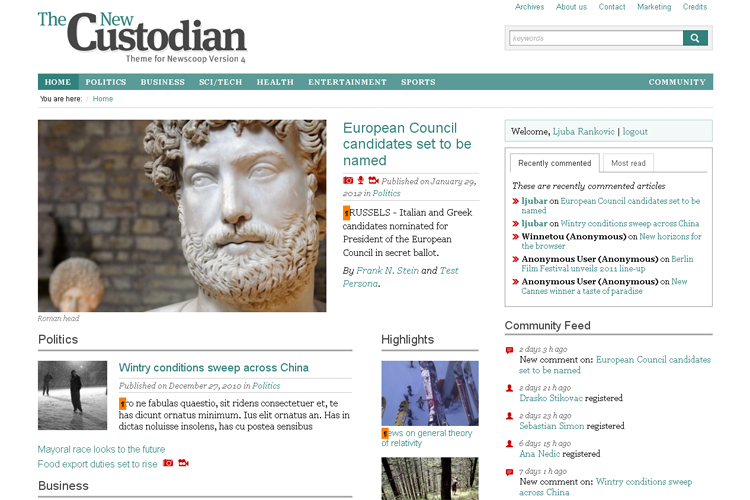 Archives About us Contact Marketing Credits
The New
Custodian
Theme for Newscoop Version 4
keywords
HOME POLITICS BUSINESS SCI/TECH HEALTH ENTERTAINMENT SPORTS COMMUNITY
You are here: / Home
European Council
candidates set to be
named
Published on January 29,
2012 in Politics
¶RUSSELS - Italian and Greek
candidates nominated for
President of the European
Council in secret ballot.
By Frank N. Stein and Test
Persona.
Roman head
Welcome, Ljuba Rankovic | logout
Recently commented Most read
These are recently commented articles
ljubar on European Council candidates set to be
named
ljubar on Wintry conditions sweep across China
Winnetou (Anonymous) on New horizons for
the browser
Anonymous User (Anonymous) on Berlin
Film Festival unveils 2011 line-up
Anonymous User (Anonymous) on New
Cannes winner a taste of paradise
Politics
Wintry conditions sweep across China
Published on December 27, 2010 in Politics
¶ro ne fabulas quaestio, sit ridens consectetuer et, te
has dicunt ornatus minimum. Ius elit ornatus an. Has in
dictas noluisse insolens, has cu postea sensibus
Mayoral race looks to the future
Food export duties set to rise
Business
Highlights
¶ews on general theory
of relativity
Community Feed
2 days 3 h ago
New comment on: European Council candidates
set to be named
2 days 21 h ago
Drasko Stikovac registered
2 days 23 h ago
Sebastian Simon registered
6 days 15 h ago
Ana Nedic registered
7 days 1 h ago
New comment on: Wintry conditions sweep
across China